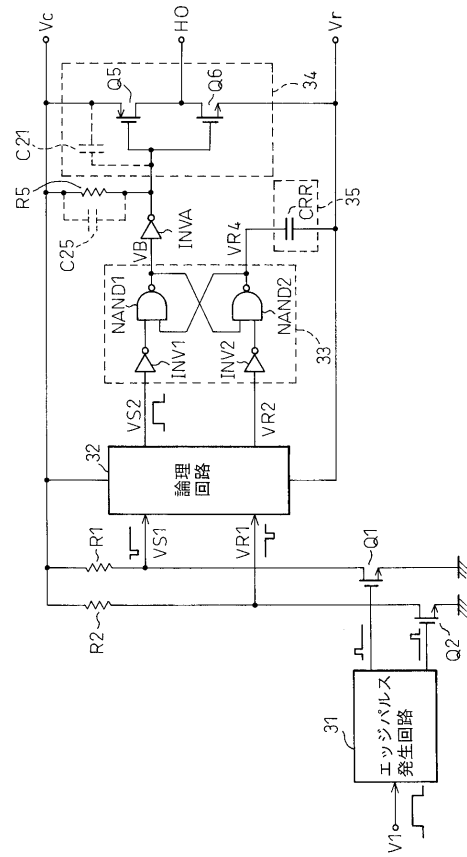 Vc
HO
Vr
R1
R2
R5
C25
C21
Q5
Q6
34
VB
INVA
VR4
CRR
35
NAND1
NAND2
33
INV1
INV2
VS2
VR2
32
論理
回路
VS1
VR1
Q1
Q2
31
エッジパルス
発生回路
V1